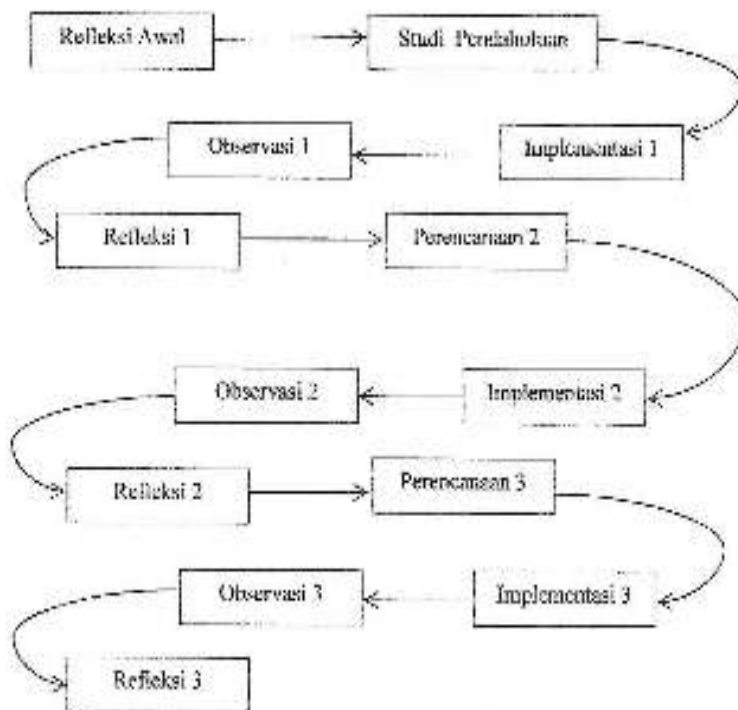 Refleksi Awal
Studi Pendahuluan
Implementasi 1
Observasi 1
Refleksi 1
Perencanaan 2
Implementasi 2
Observasi 2
Refleksi 2
Perencanaan 3
Implementasi 3
Observasi 3
Refleksi 3